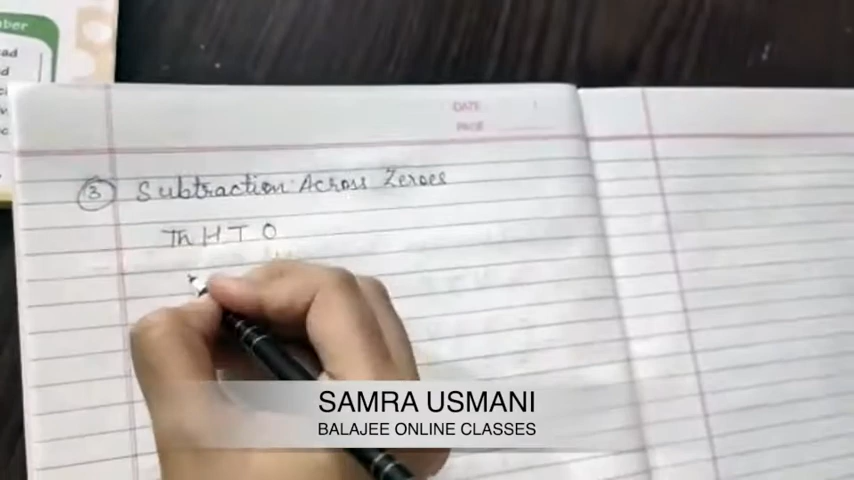 DATE
PAGE
③ Subtraction Across Zeroes
Th H T O
SAMRA USMANI
BALAJEE ONLINE CLASSES